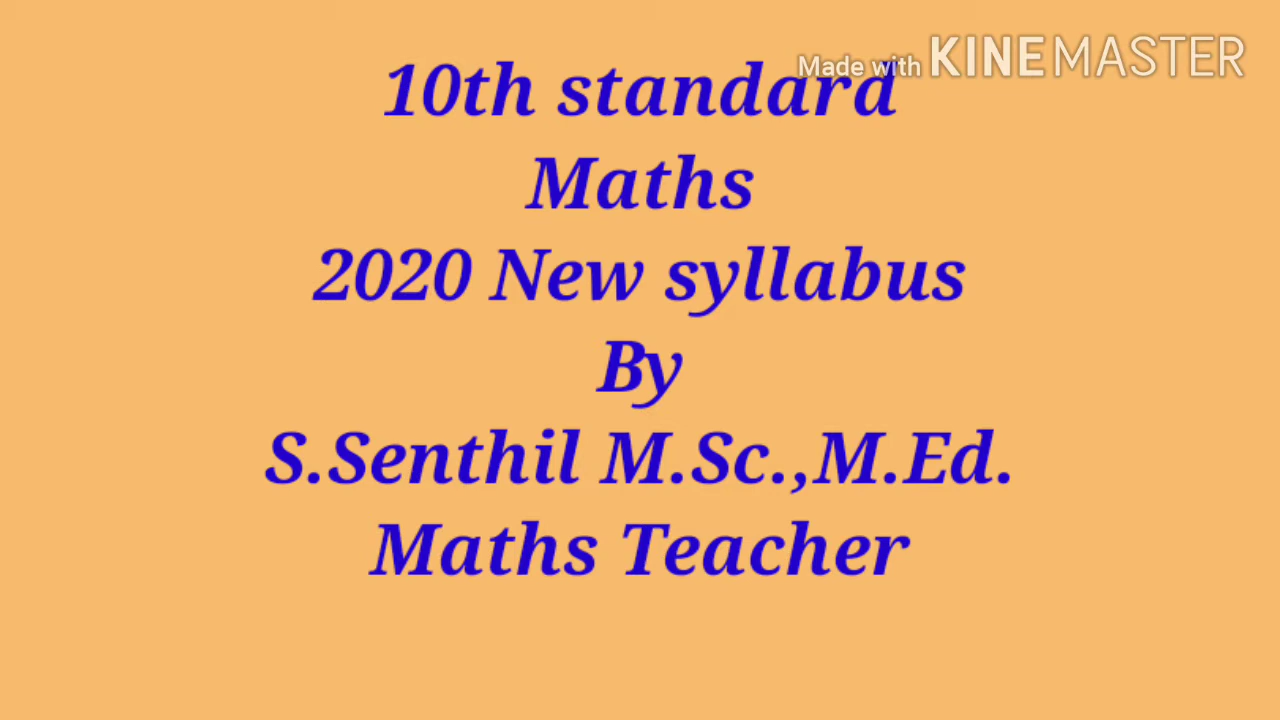 Made with KINEMASTER
10th standard
Maths
2020 New syllabus
By
S.Senthil M.Sc.,M.Ed.
Maths Teacher